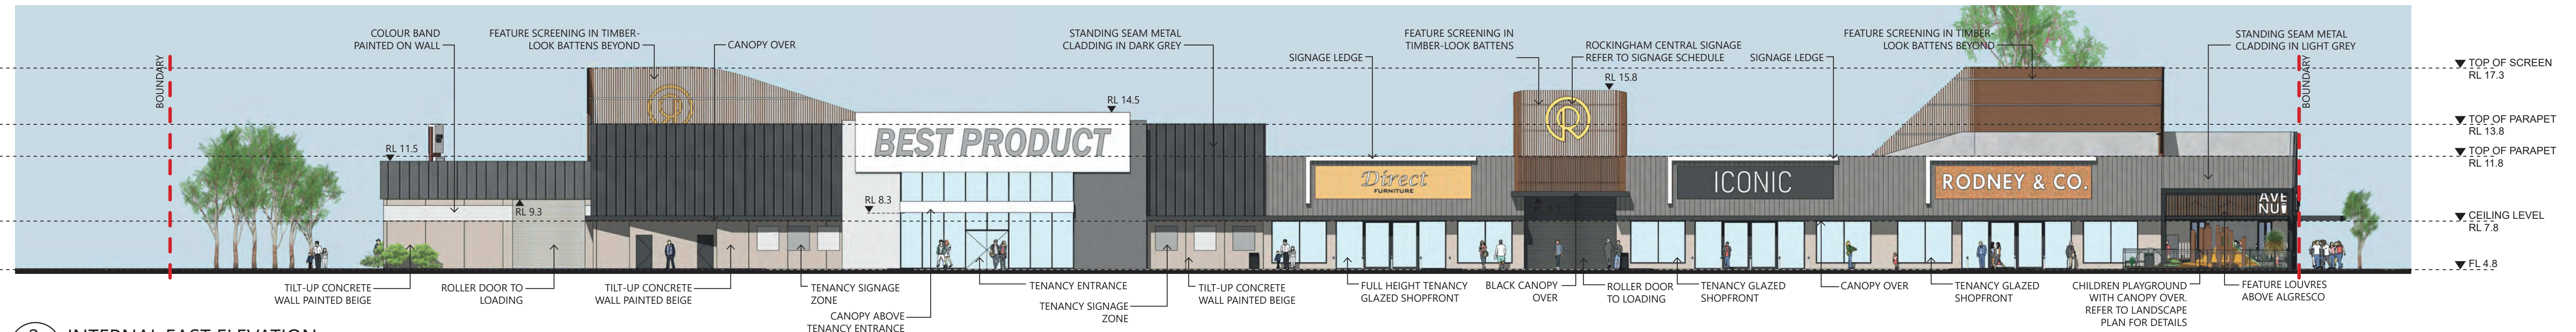 COLOUR BAND
PAINTED ON WALL
FEATURE SCREENING IN TIMBER-
LOOK BATTENS BEYOND
CANOPY OVER
STANDING SEAM METAL
CLADDING IN DARK GREY
SIGNAGE LEDGE
FEATURE SCREENING IN
TIMBER-LOOK BATTENS
ROCKINGHAM CENTRAL SIGNAGE
REFER TO SIGNAGE SCHEDULE
SIGNAGE LEDGE
FEATURE SCREENING IN TIMBER-
LOOK BATTENS BEYOND
STANDING SEAM METAL
CLADDING IN LIGHT GREY
BOUNDARY
BOUNDARY
TOP OF SCREEN
RL 17.3
TOP OF PARAPET
RL 13.8
TOP OF PARAPET
RL 11.8
CEILING LEVEL
RL 7.8
FL 4.8
RL 11.5
RL 9.3
RL 14.5
RL 8.3
RL 15.8
R
R
BEST PRODUCT
Direct
FURNITURE
ICONIC
RODNEY & CO.
AVE
NU
TILT-UP CONCRETE
WALL PAINTED BEIGE
ROLLER DOOR TO
LOADING
TILT-UP CONCRETE
WALL PAINTED BEIGE
TENANCY SIGNAGE
ZONE
CANOPY ABOVE
TENANCY ENTRANCE
TENANCY ENTRANCE
TENANCY SIGNAGE
ZONE
TILT-UP CONCRETE
WALL PAINTED BEIGE
FULL HEIGHT TENANCY
GLAZED SHOPFRONT
BLACK CANOPY
OVER
ROLLER DOOR
TO LOADING
TENANCY GLAZED
SHOPFRONT
CANOPY OVER
TENANCY GLAZED
SHOPFRONT
CHILDREN PLAYGROUND
WITH CANOPY OVER.
REFER TO LANDSCAPE
PLAN FOR DETAILS
FEATURE LOUVRES
ABOVE ALGRESCO
INTERNAL EAST ELEVATION